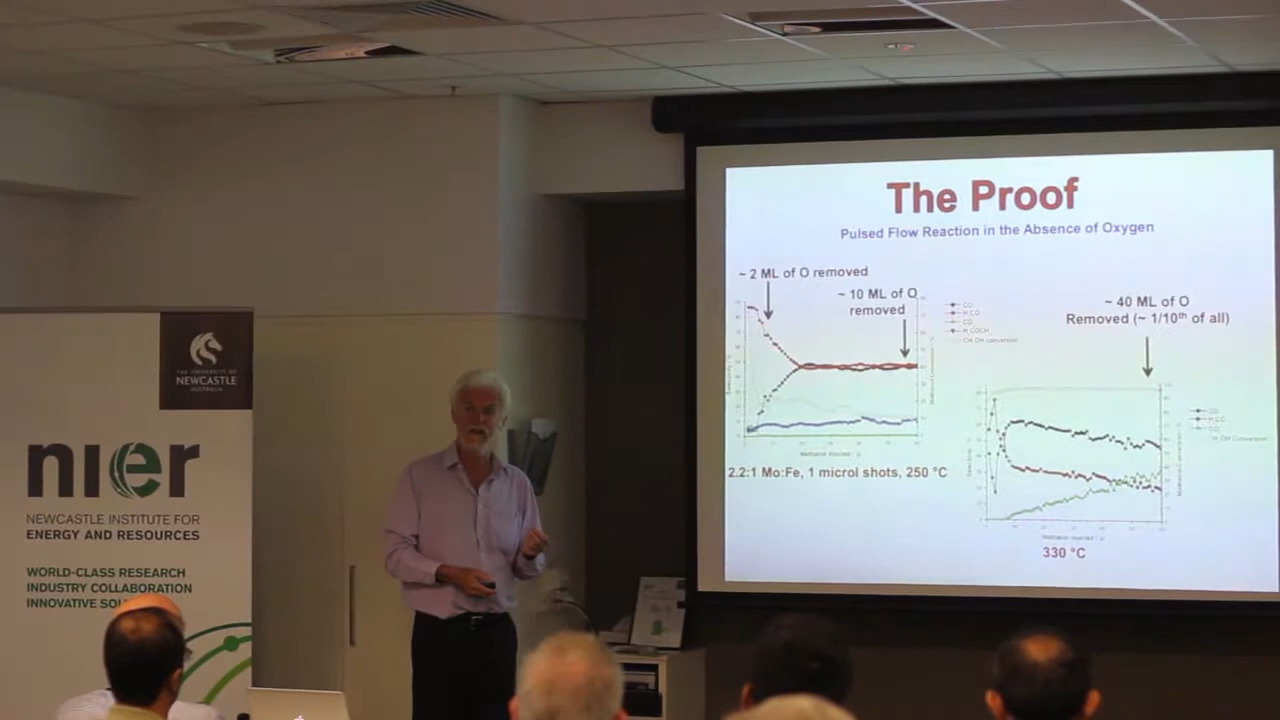 THE UNIVERSITY OF
NEWCASTLE
AUSTRALIA
nier
NEWCASTLE INSTITUTE FOR
ENERGY AND RESOURCES
WORLD-CLASS RESEARCH
INDUSTRY COLLABORATION
INNOVATIVE
The Proof
Pulsed Flow Reaction in the Absence of Oxygen
~ 2 ML of O removed
~ 10 ML of O
removed
2.2:1 Mo:Fe, 1 microl shots, 250 °C
~ 40 ML of O
Removed (~ 1/10th of all)
330 °C